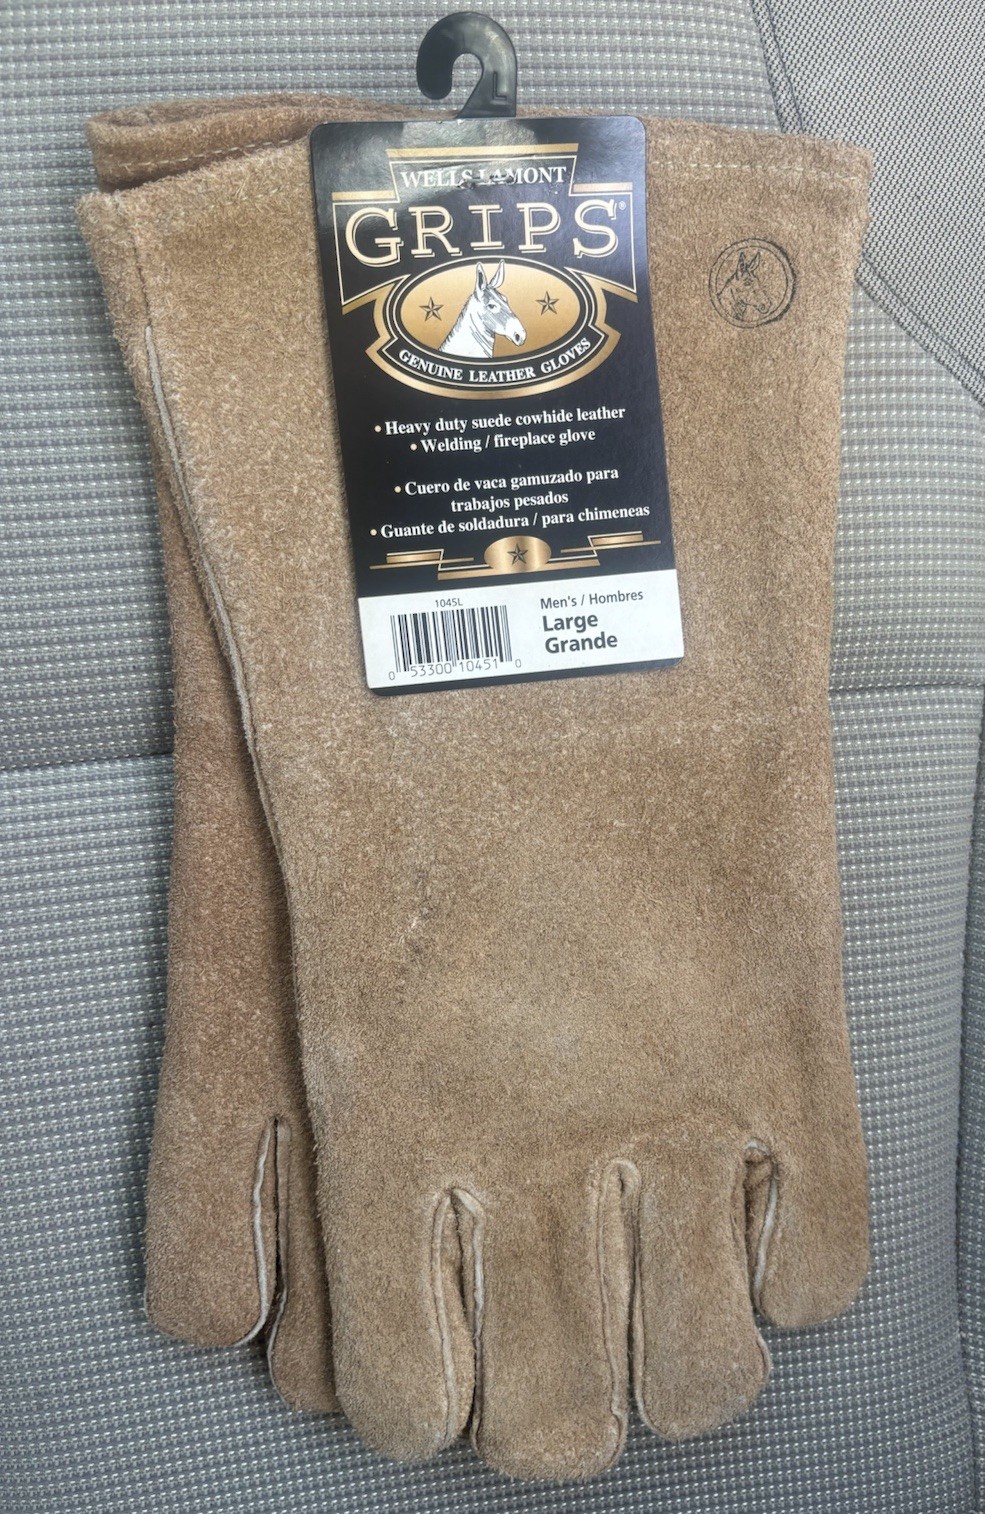 WELLS LAMONT
GRIPS®
GENUINE LEATHER GLOVES
• Heavy duty suede cowhide leather
• Welding / fireplace glove
• Cuero de vaca gamuzado para
trabajos pesados
• Guante de soldadura / para chimeneas
1045L
Men's / Hombres
Large
Grande
0 53300 10451 0